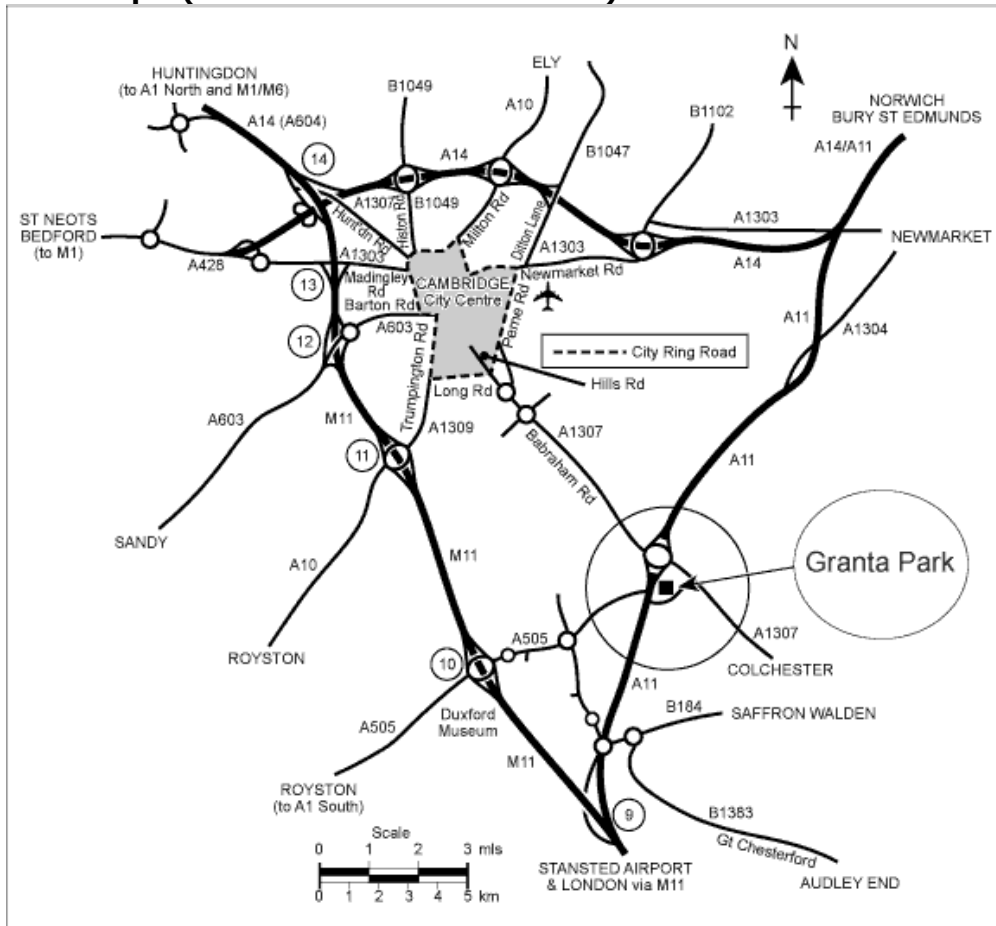 N
HUNTINGDON
(to A1 North and M1/M6)
ELY
B1049
A10
B1102
NORWICH
BURY ST EDMUNDS
A14 (A604)
A14/A11
14
A14
B1047
A1307
Hunt'dn Rd
Histon Rd
B1049
Milton Rd
Ditton Lane
A1303
A1303
NEWMARKET
ST NEOTS
BEDFORD
(to M1)
A428
A1303
Newmarket Rd
A14
13
Madingley
Rd
CAMBRIDGE
City Centre
Barton Rd
A603
Perne Rd
A11
A1304
12
City Ring Road
Trumpington Rd
Long Rd
Hills Rd
A603
M11
A1309
A1307
Babraham Rd
A11
11
SANDY
A10
M11
Granta Park
ROYSTON
A505
A1307
COLCHESTER
10
A11
Duxford
Museum
B184
SAFFRON WALDEN
A505
M11
ROYSTON
(to A1 South)
9
B1383
Gt Chesterford
Scale
0 1 2 3 mls
0 1 2 3 4 5 km
STANSTED AIRPORT
& LONDON via M11
AUDLEY END